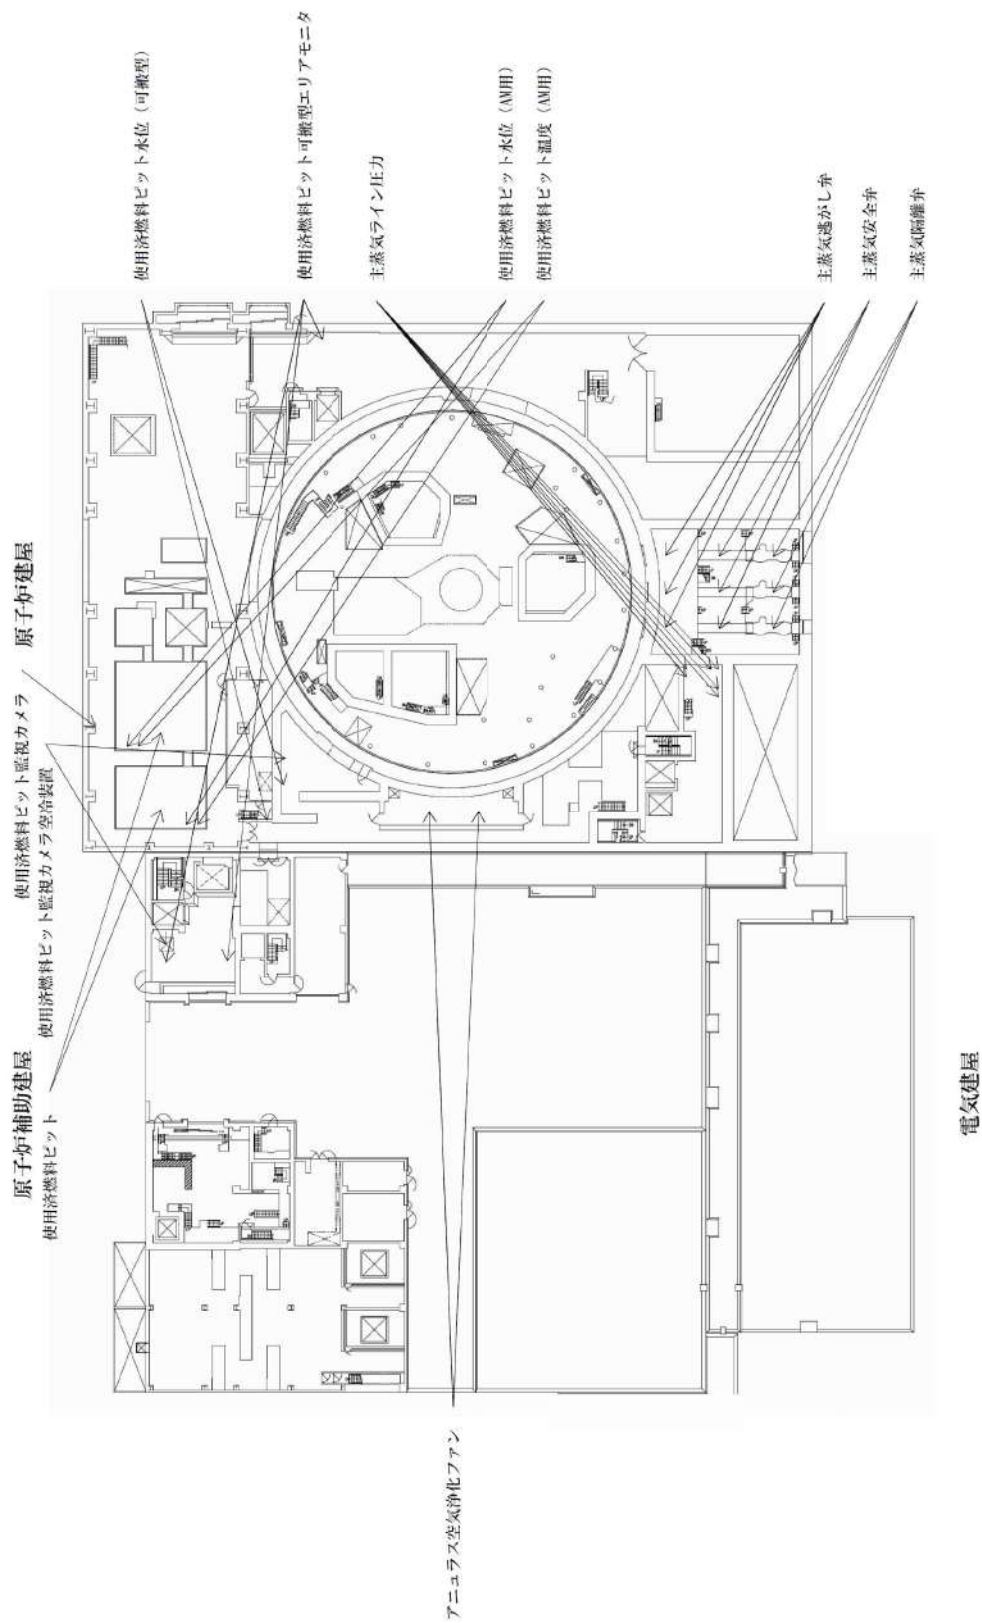 使用済燃料ピット水位（可搬型）
使用済燃料ピット可搬型エリアモニタ
主蒸気ライン圧力
使用済燃料ピット水位（AM用）
使用済燃料ピット温度（AM用）
主蒸気逃がし弁
主蒸気安全弁
主蒸気隔離弁
原子炉建屋
使用済燃料ピット監視カメラ
使用済燃料ピット監視カメラ空冷装置
原子炉補助建屋
使用済燃料ピット
電気建屋
アニュラス空気浄化ファン